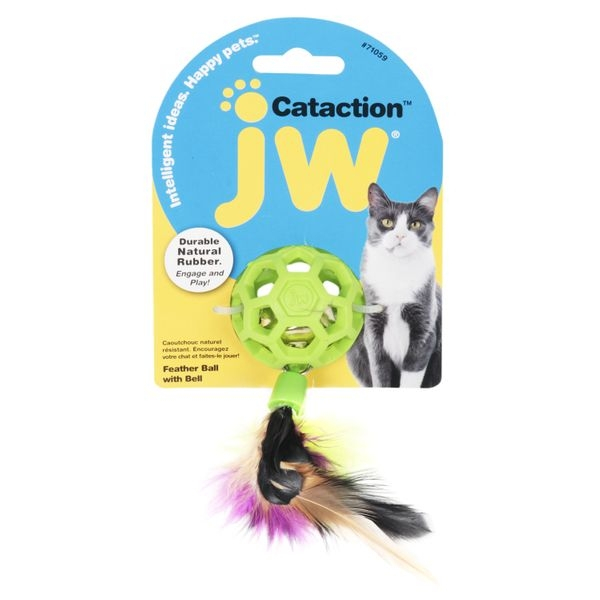 Intelligent ideas. Happy pets.™
#71059
Cataction™
JW®
Durable
Natural
Rubber.
Engage and
Play!
JW
Caoutchouc naturel
résistant. Encouragez
votre chat et faites-le jouer!
Feather Ball
with Bell